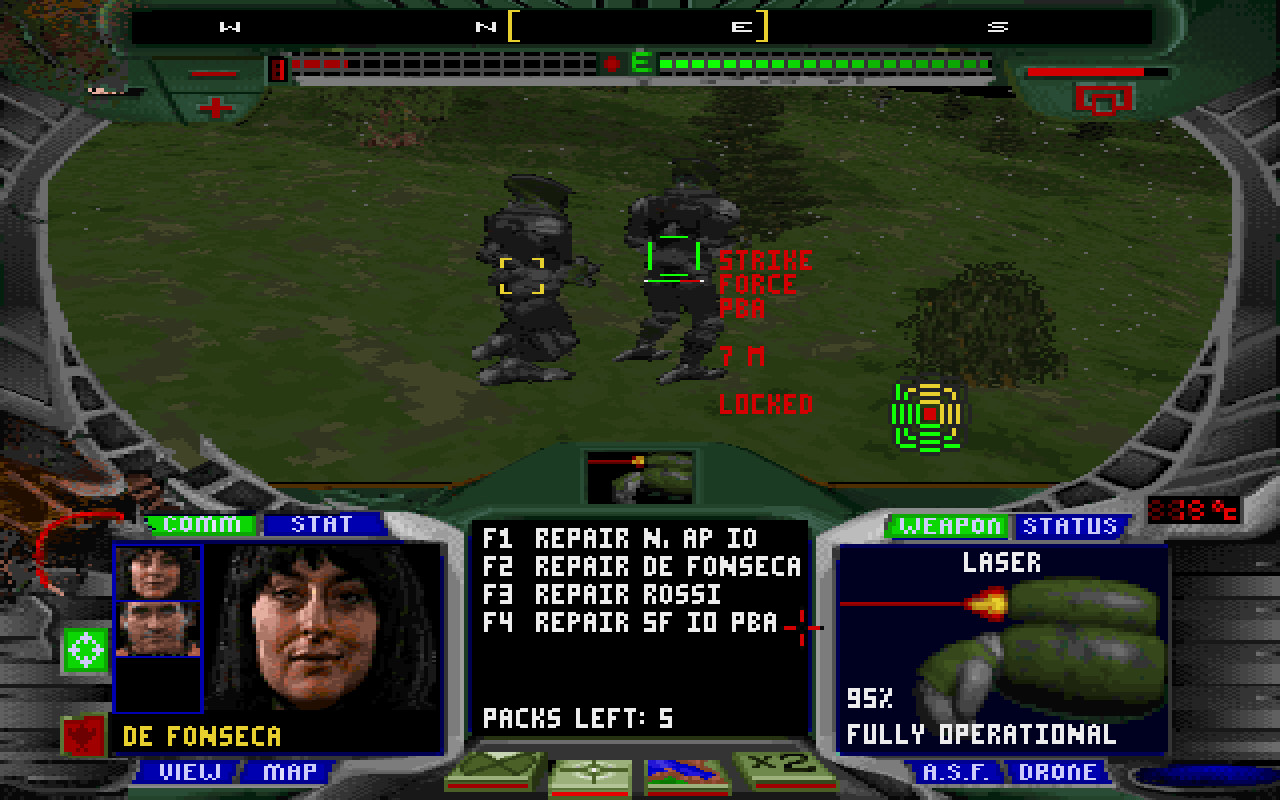 W N [ E ] S
E
STRIKE
FORCE
PBA
7 M
LOCKED
COMM STAT
WEAPON STATUS
F1 REPAIR N. AP IO
F2 REPAIR DE FONSECA
F3 REPAIR ROSSI
F4 REPAIR SF IO PBA
PACKS LEFT: 5
LASER
95%
FULLY OPERATIONAL
DE FONSECA
VIEW MAP
X2
A.S.F. DRONE